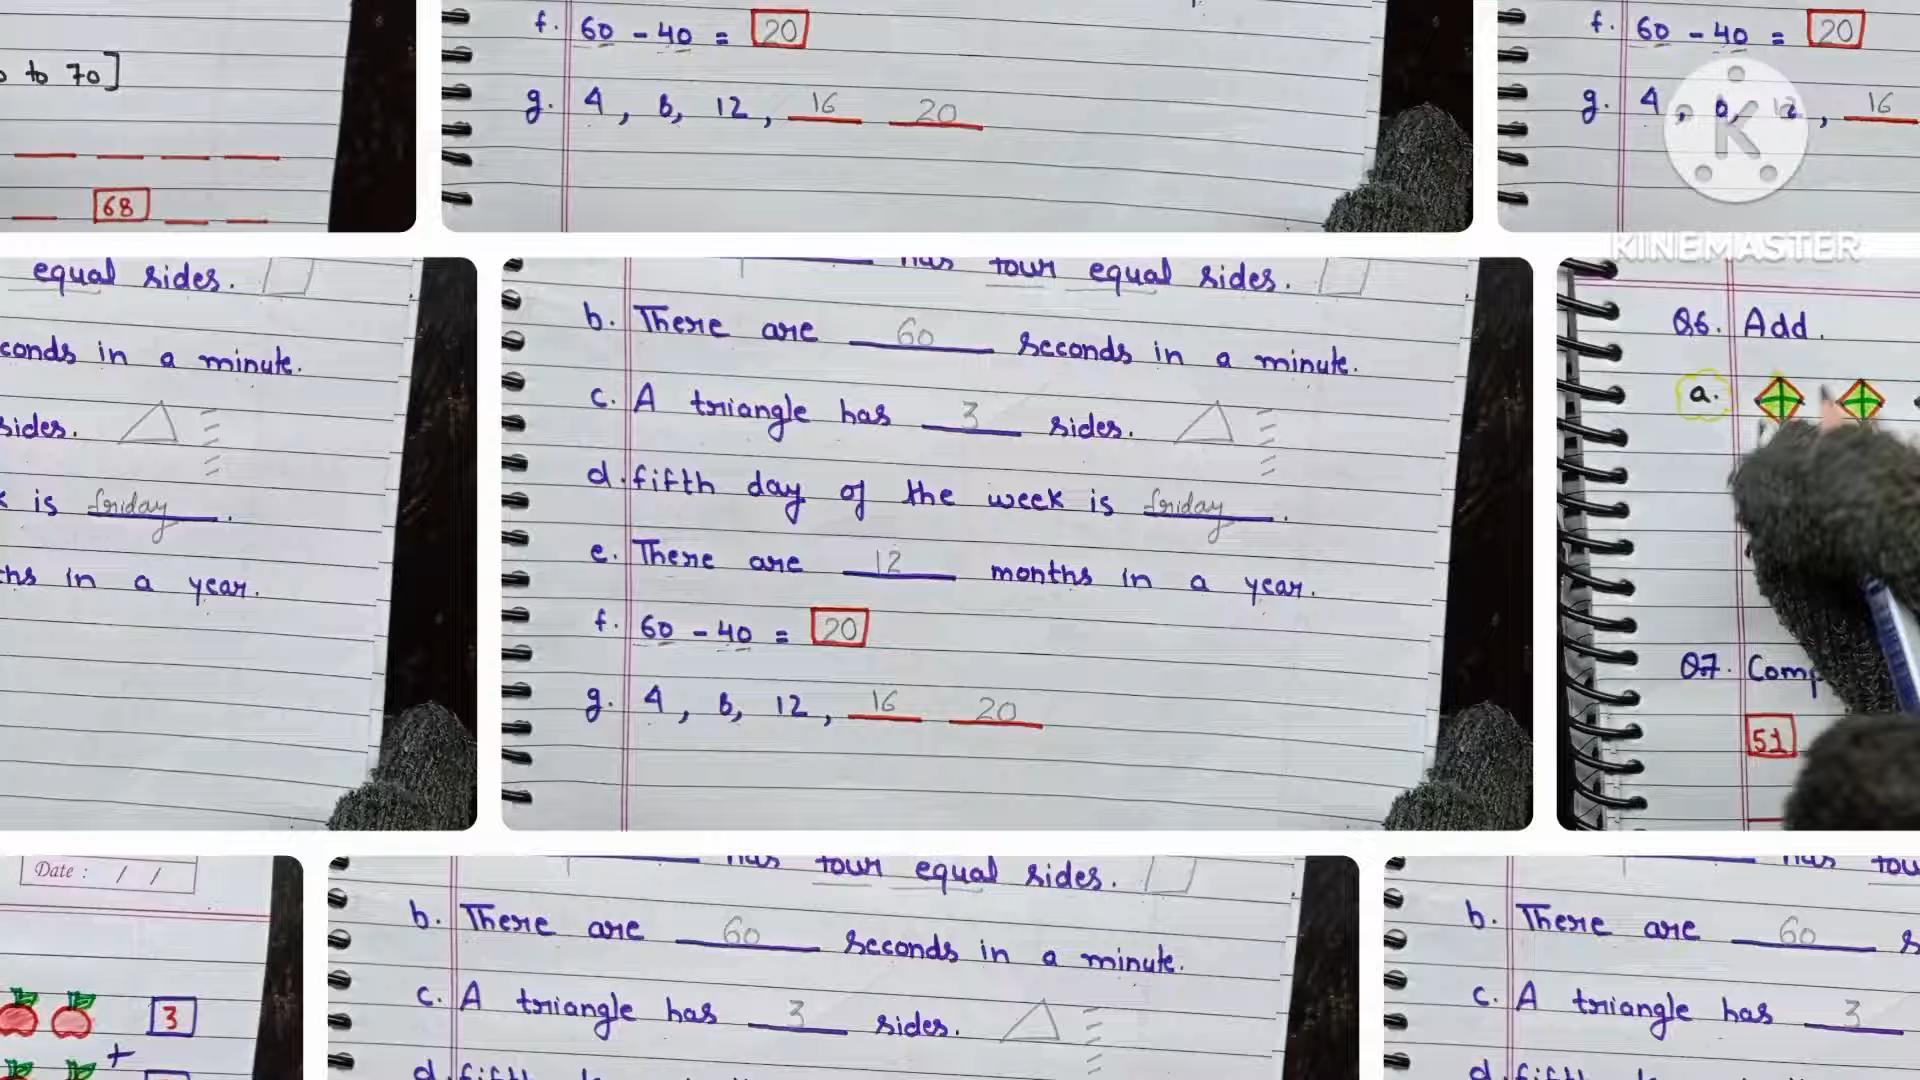 to 70]
68
f. 60 - 40 = 20
g. 4, 8, 12, 16 20
f. 60 - 40 = 20
g. 4, 12, 16
K
KINEMASTER
equal sides.
in a minute.
sides.
is friday.
in a year.
four equal sides.
b. There are 60 seconds in a minute.
c. A triangle has 3 sides.
d. fifth day of the week is friday.
e. There are 12 months in a year.
f. 60 - 40 = 20
g. 4, 8, 12, 16 20
Q6. Add.
a.
Q7. Comp
51
Date : / /
3
+
has four equal sides.
b. There are 60 seconds in a minute.
c. A triangle has 3 sides.
d.
b. There are 60 s
c. A triangle has 3
d.